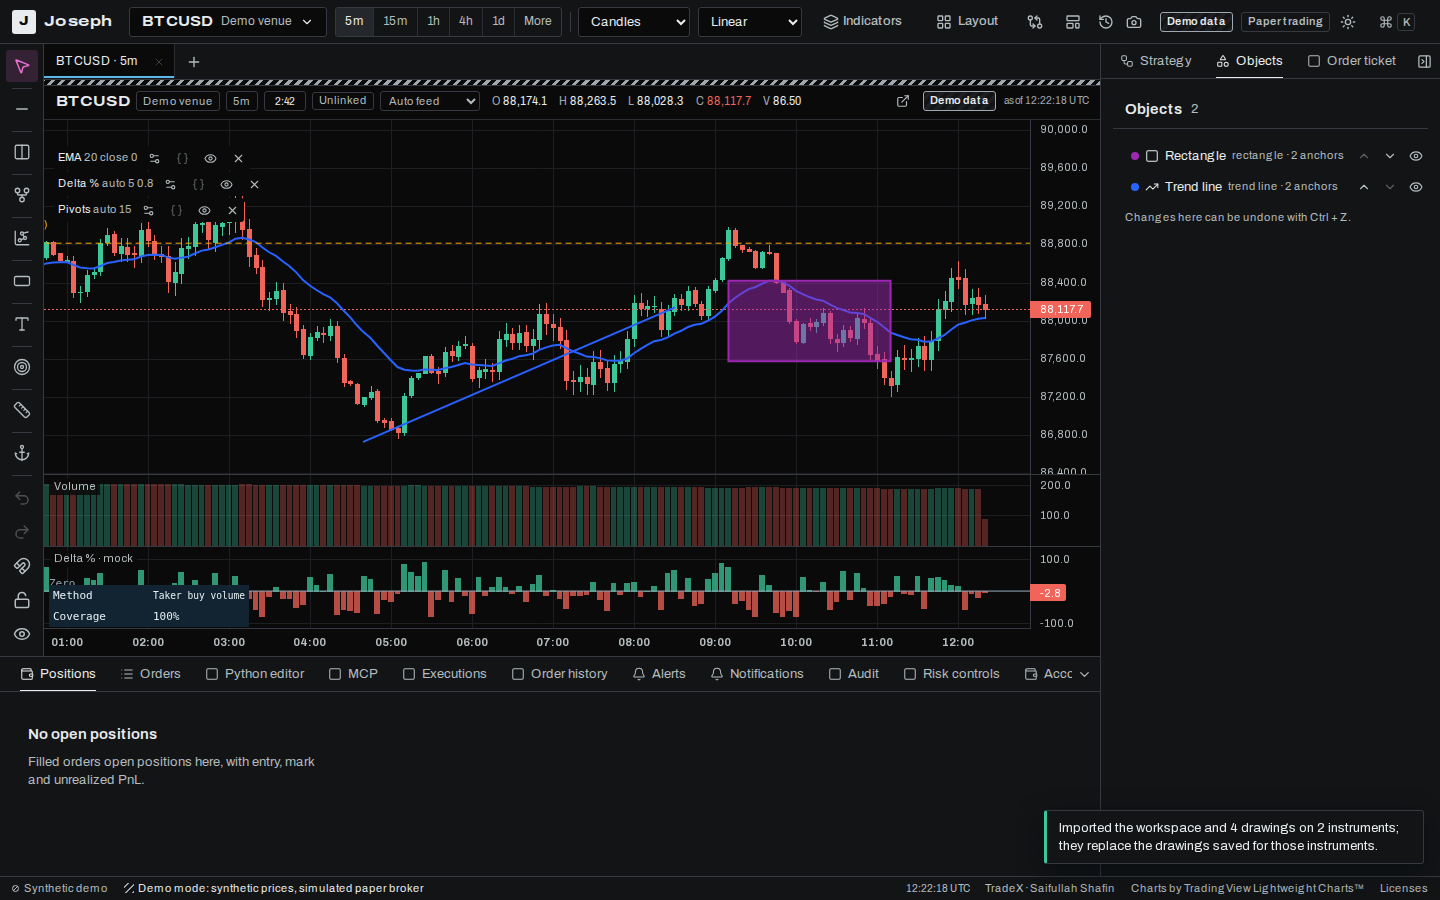 J Joseph BTCUSD Demo venue 5m 15m 1h 4h 1d More Candles Linear Indicators Layout Demo data Paper trading ⌘ K
BTCUSD · 5m
Strategy Objects Order ticket
BTCUSD Demo venue 5m 2:42 Unlinked Auto feed O 88,174.1 H 88,263.5 L 88,028.3 C 88,117.7 V 86.50 Demo data as of 12:22:18 UTC
Objects 2
Rectangle rectangle · 2 anchors
Trend line trend line · 2 anchors
Changes here can be undone with Ctrl + Z.
EMA 20 close 0
Delta % auto 5 0.8
Pivots auto 15
90,000.0
89,600.0
89,200.0
88,800.0
88,400.0
88,117.7
88,000.0
87,600.0
87,200.0
86,800.0
86,400.0
Volume
200.0
100.0
Delta % · mock
100.0
Zero
Method Taker buy volume
-2.8
Coverage 100%
-100.0
01:00 02:00 03:00 04:00 05:00 06:00 07:00 08:00 09:00 10:00 11:00 12:00
Positions Orders Python editor MCP Executions Order history Alerts Notifications Audit Risk controls Acc
No open positions
Filled orders open positions here, with entry, mark
and unrealized PnL.
Imported the workspace and 4 drawings on 2 instruments;
they replace the drawings saved for those instruments.
Synthetic demo Demo mode: synthetic prices, simulated paper broker 12:22:18 UTC TradeX · Saifullah Shafin Charts by TradingView Lightweight Charts™ Licenses